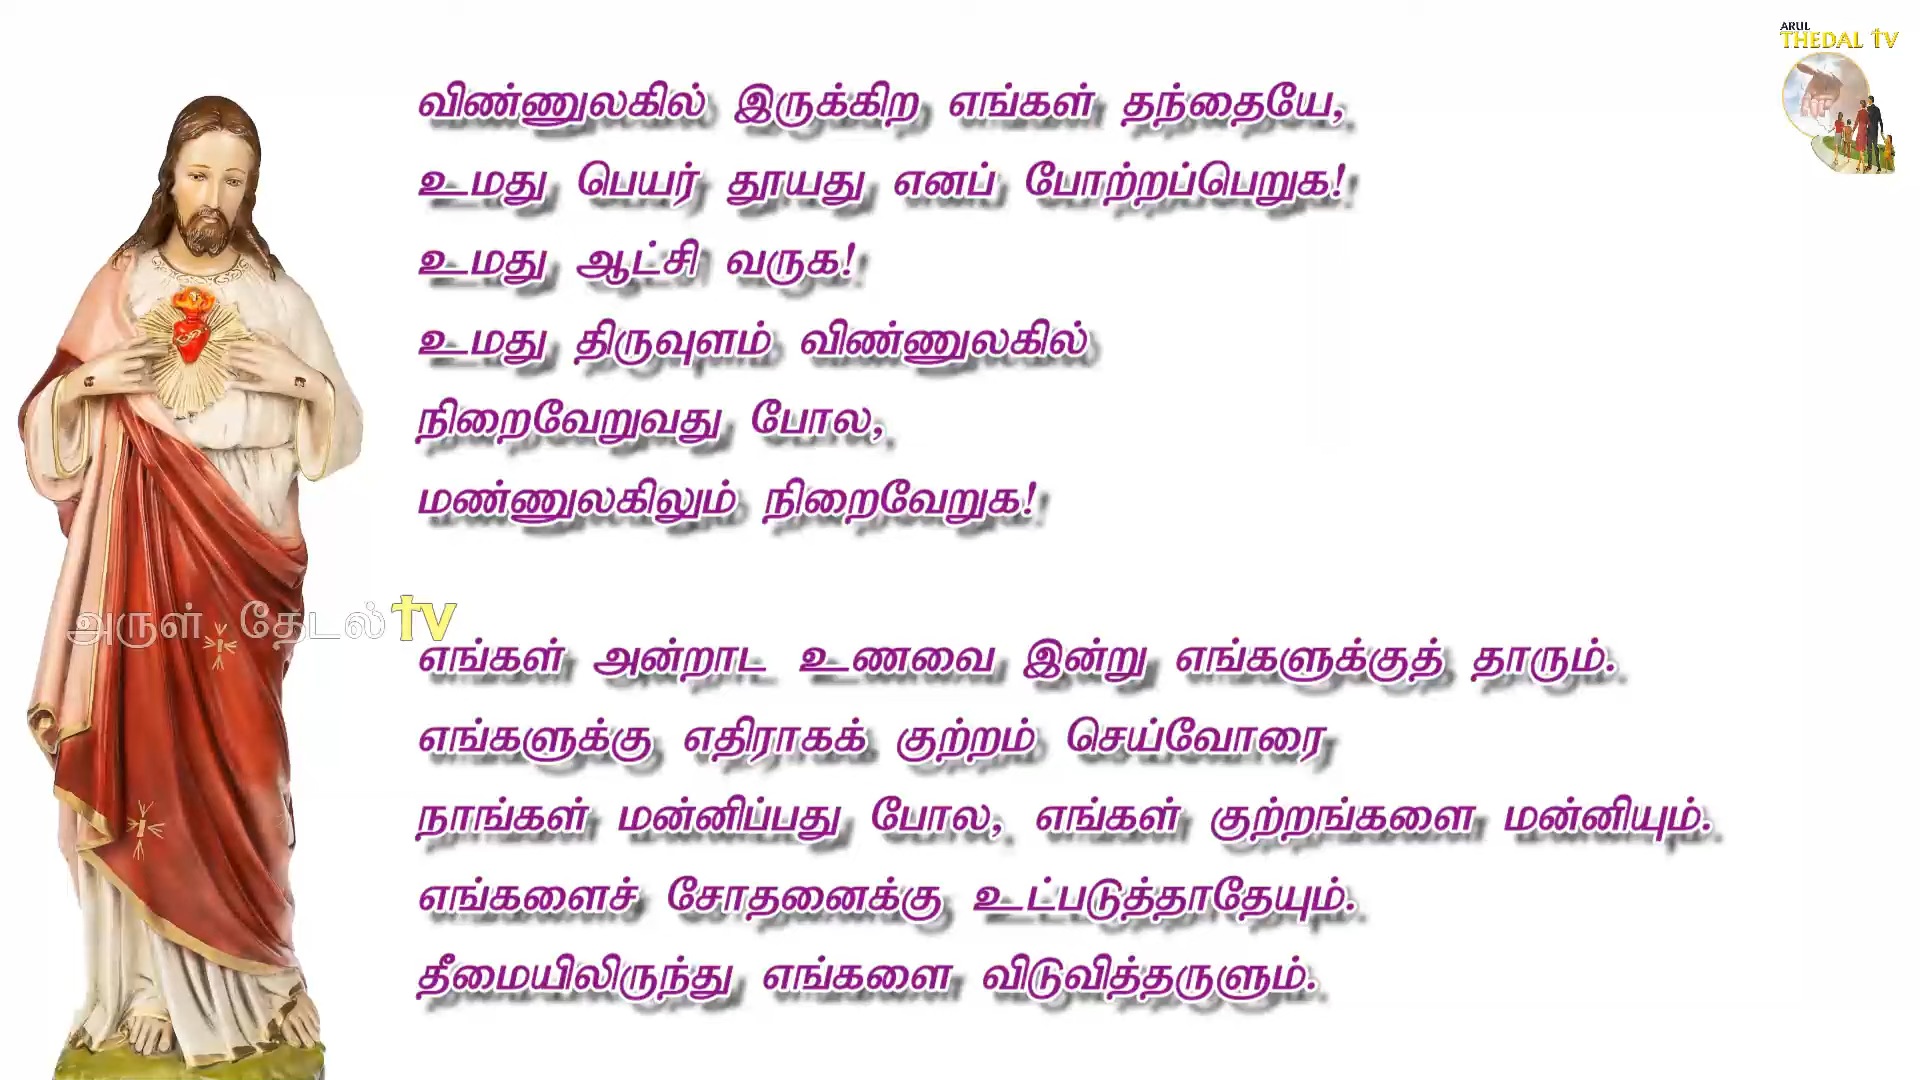 ARUL
THEDAL TV
விண்ணுலகில் இருக்கிற எங்கள் தந்தையே,
உமது பெயர் தூயது எனப் போற்றப்பெறுக!
உமது ஆட்சி வருக!
உமது திருவுளம் விண்ணுலகில்
நிறைவேறுவது போல,
மண்ணுலகிலும் நிறைவேறுக!
அருள் தேடல் TV
எங்கள் அன்றாட உணவை இன்று எங்களுக்குத் தாரும்.
எங்களுக்கு எதிராகக் குற்றம் செய்வோரை
நாங்கள் மன்னிப்பது போல, எங்கள் குற்றங்களை மன்னியும்.
எங்களைச் சோதனைக்கு உட்படுத்தாதேயும்.
தீமையிலிருந்து எங்களை விடுவித்தருளும்.